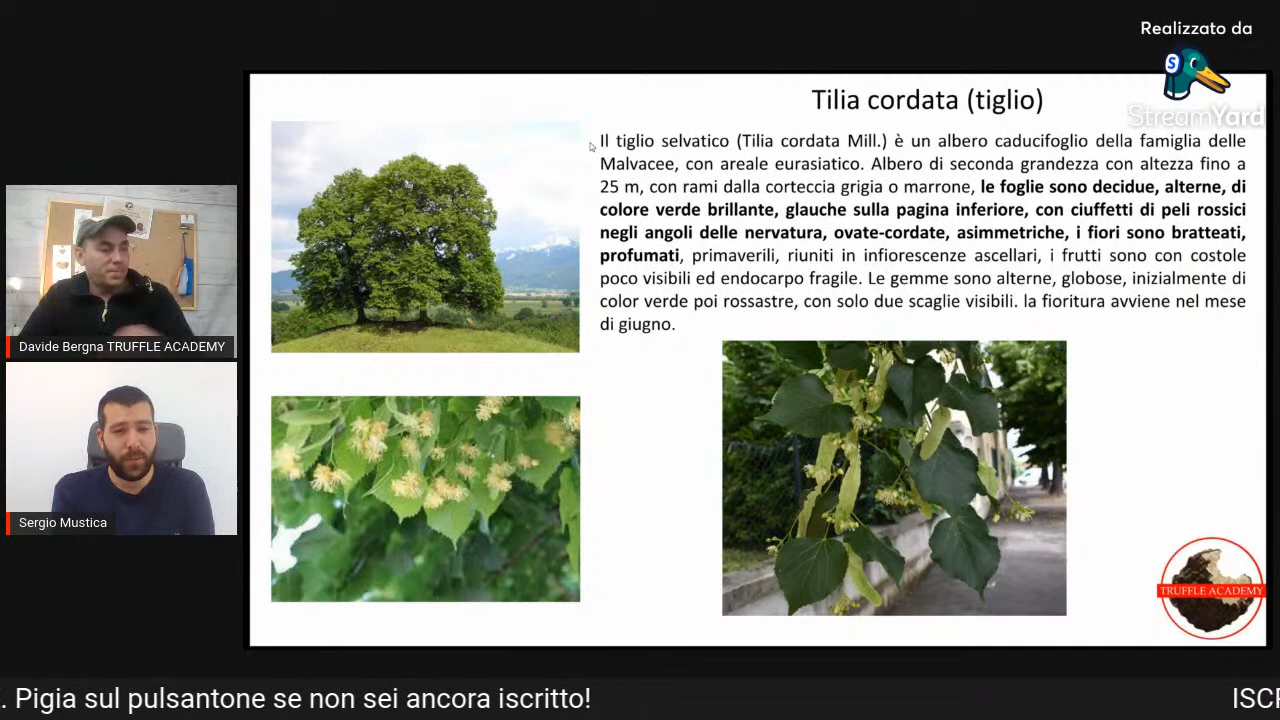 Realizzato da
S
StreamYard
Tilia cordata (tiglio)
Il tiglio selvatico (Tilia cordata Mill.) è un albero caducifoglio della famiglia delle
Malvacee, con areale eurasiatico. Albero di seconda grandezza con altezza fino a
25 m, con rami dalla corteccia grigia o marrone, le foglie sono decidue, alterne, di
colore verde brillante, glauche sulla pagina inferiore, con ciuffetti di peli rossici
negli angoli delle nervatura, ovate-cordate, asimmetriche, i fiori sono bratteati,
profumati, primaverili, riuniti in infiorescenze ascellari, i frutti sono con costole
poco visibili ed endocarpo fragile. Le gemme sono alterne, globose, inizialmente di
color verde poi rossastre, con solo due scaglie visibili. la fioritura avviene nel mese
di giugno.
Davide Bergna TRUFFLE ACADEMY
Sergio Mustica
TRUFFLE ACADEMY
. Pigia sul pulsantone se non sei ancora iscritto!